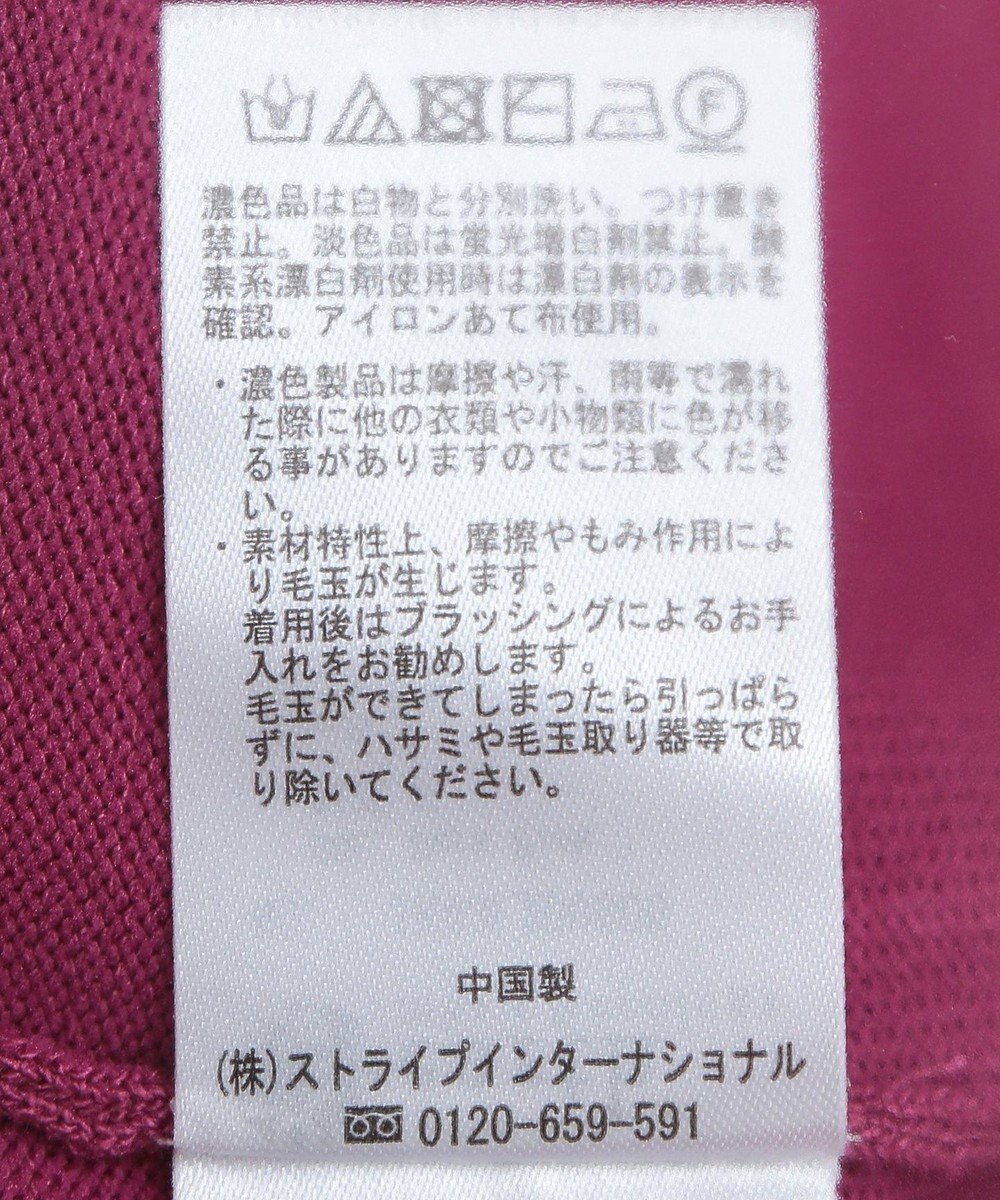 F
濃色品は白物と分別洗い。つけ置き
禁止。淡色品は蛍光増白剤禁止。酸
素系漂白剤使用時は漂白剤の表示を
確認。アイロンあて布使用。
・濃色製品は摩擦や汗、雨等で濡れ
た際に他の衣類や小物類に色が移
る事がありますのでご注意くださ
い。
・素材特性上、摩擦やもみ作用によ
り毛玉が生じます。
着用後はブラッシングによるお手
入れをお勧めします。
毛玉ができてしまったら引っぱら
ずに、ハサミや毛玉取り器等で取
り除いてください。
中国製
(株)ストライプインターナショナル
0120-659-591